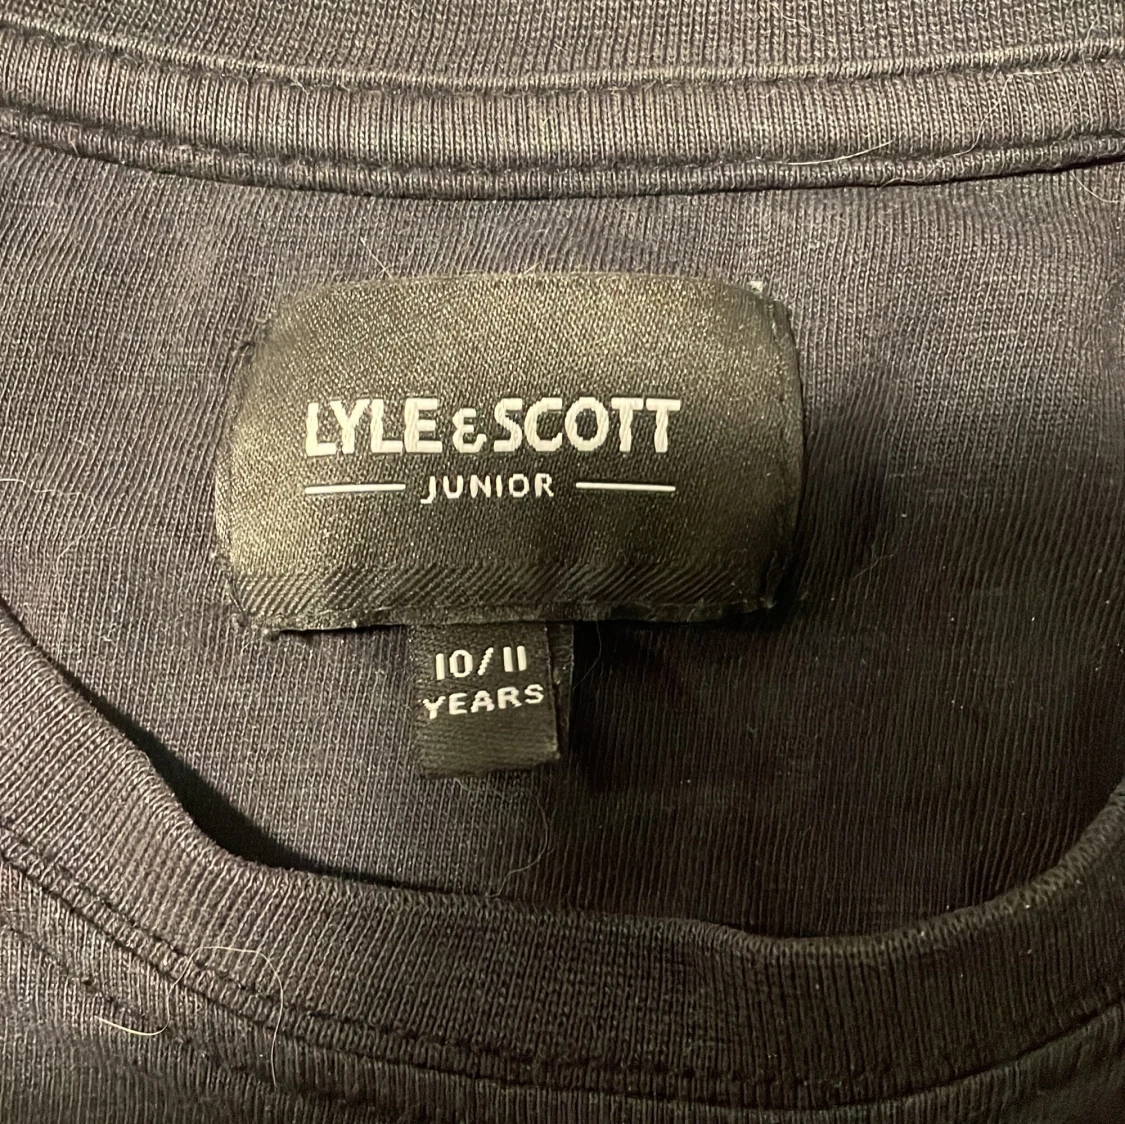 LYLE & SCOTT
JUNIOR
10/11
YEARS